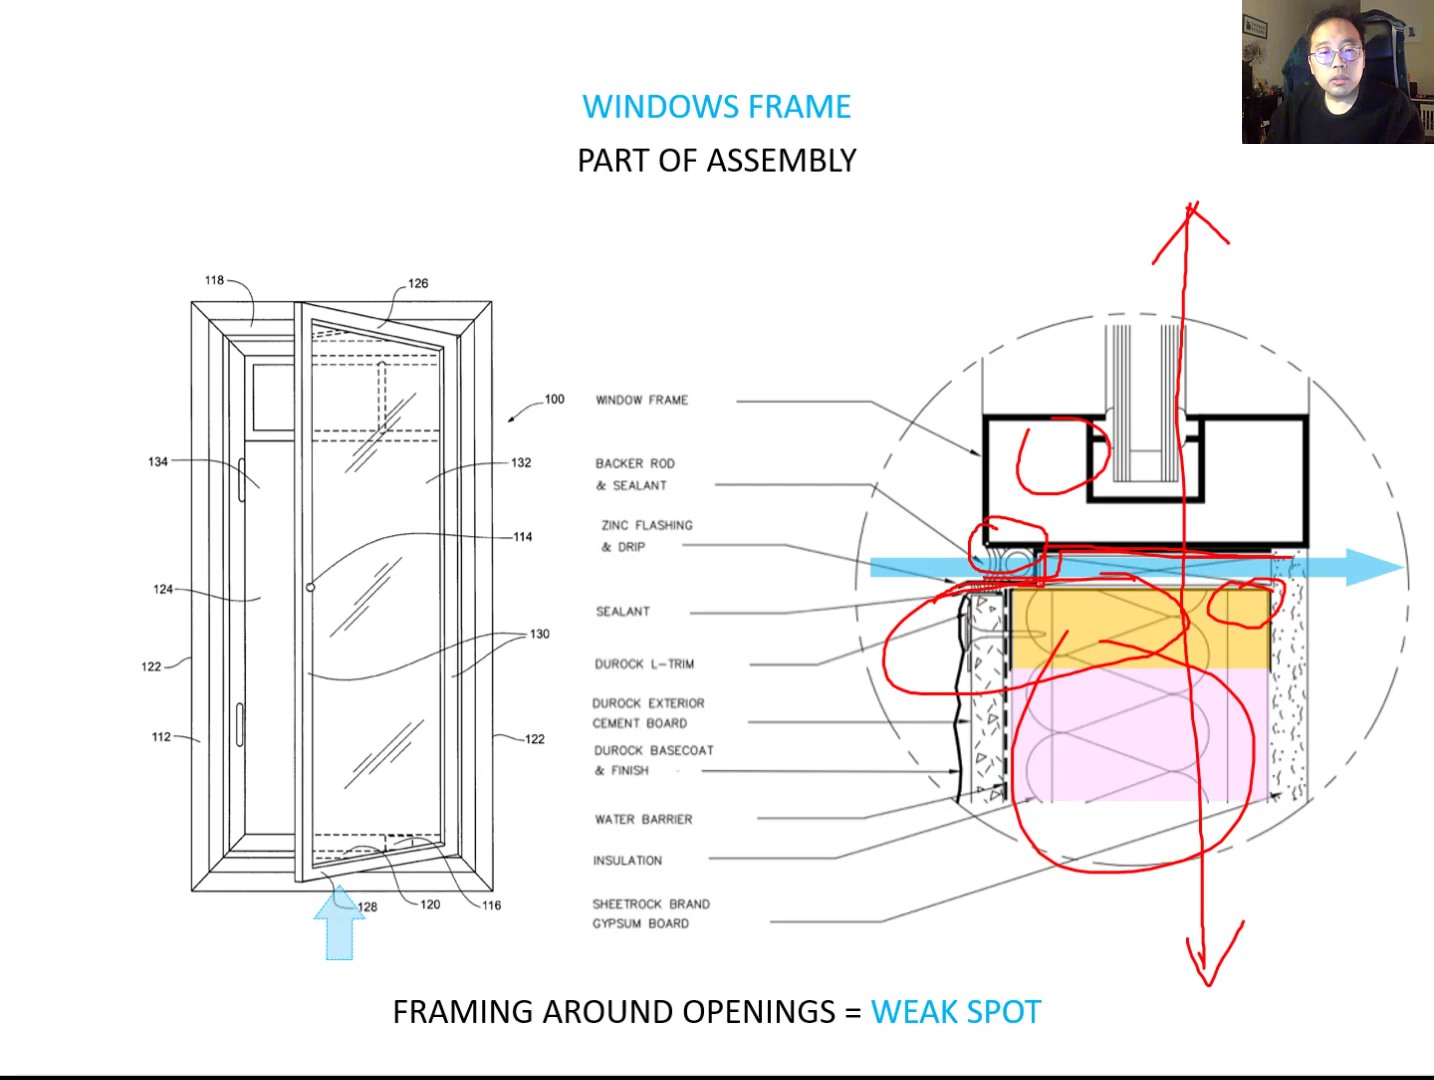 WINDOWS FRAME
PART OF ASSEMBLY
118
126
100
134
132
114
124
130
122
112
122
128
120
116
WINDOW FRAME
BACKER ROD
& SEALANT
ZINC FLASHING
& DRIP
SEALANT
DUROCK L-TRIM
DUROCK EXTERIOR
CEMENT BOARD
DUROCK BASECOAT
& FINISH
WATER BARRIER
INSULATION
SHEETROCK BRAND
GYPSUM BOARD
FRAMING AROUND OPENINGS = WEAK SPOT